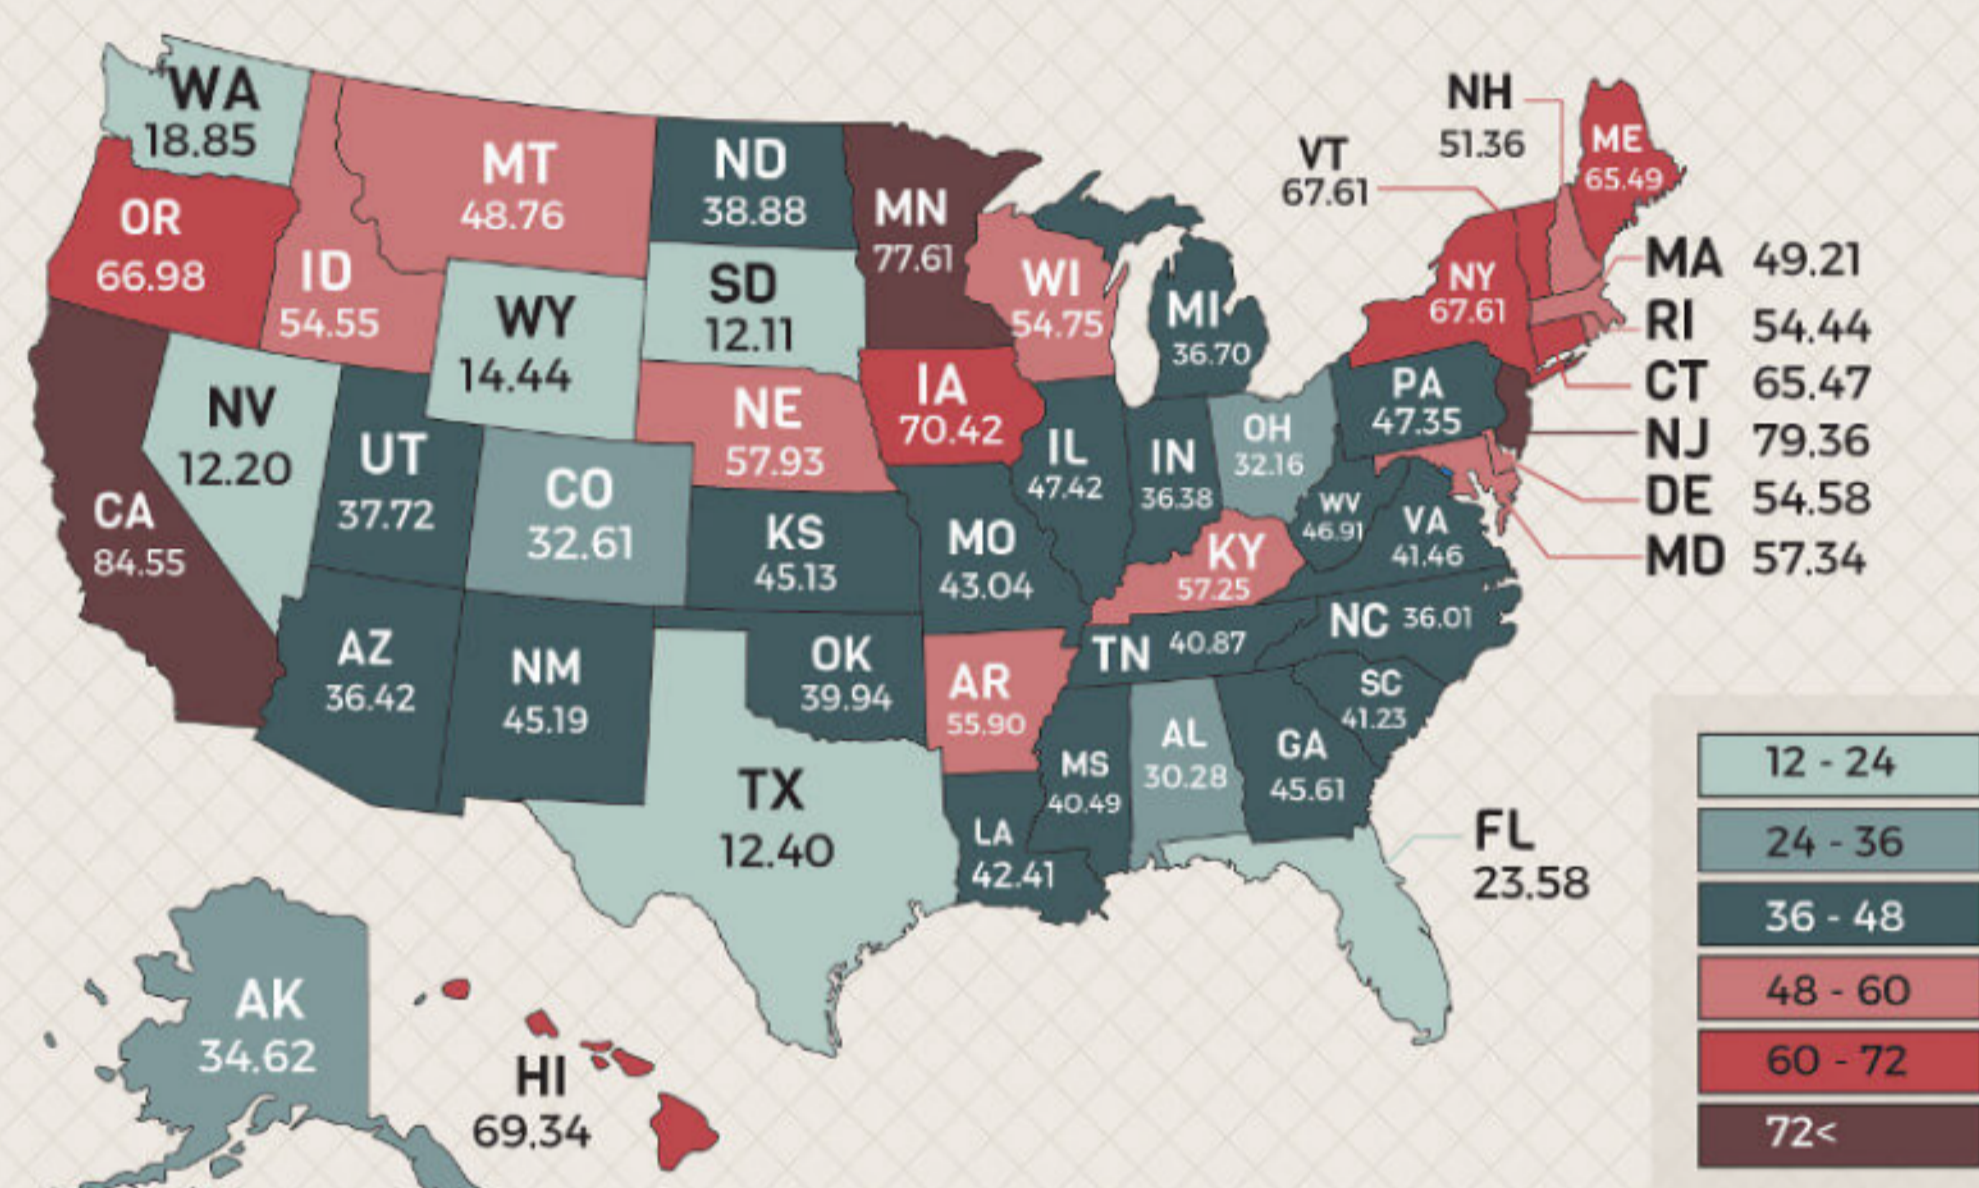 WA
18.85
OR
66.98
CA
84.55
NV
12.20
ID
54.55
MT
48.76
WY
14.44
UT
37.72
AZ
36.42
CO
32.61
NM
45.19
ND
38.88
SD
12.11
NE
57.93
KS
45.13
OK
39.94
TX
12.40
MN
77.61
IA
70.42
MO
43.04
AR
55.90
LA
42.41
WI
54.75
IL
47.42
MI
36.70
IN
36.38
OH
32.16
KY
57.25
TN 40.87
MS
40.49
AL
30.28
GA
45.61
SC
41.23
NC 36.01
VA
41.46
WV
46.91
PA
47.35
NY
67.61
VT
67.61
NH
51.36
ME
65.49
MA 49.21
RI 54.44
CT 65.47
NJ 79.36
DE 54.58
MD 57.34
FL
23.58
AK
34.62
HI
69.34
12 - 24
24 - 36
36 - 48
48 - 60
60 - 72
72<